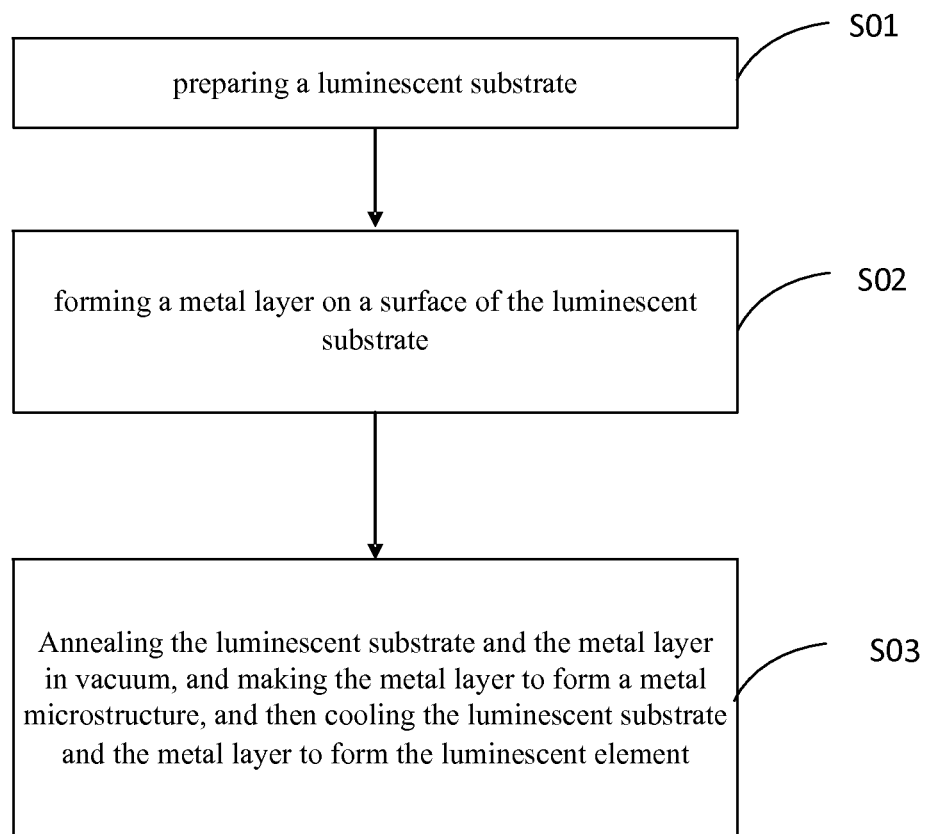 S01
preparing a luminescent substrate
S02
forming a metal layer on a surface of the luminescent
substrate
S03
Annealing the luminescent substrate and the metal layer
in vacuum, and making the metal layer to form a metal
microstructure, and then cooling the luminescent substrate
and the metal layer to form the luminescent element